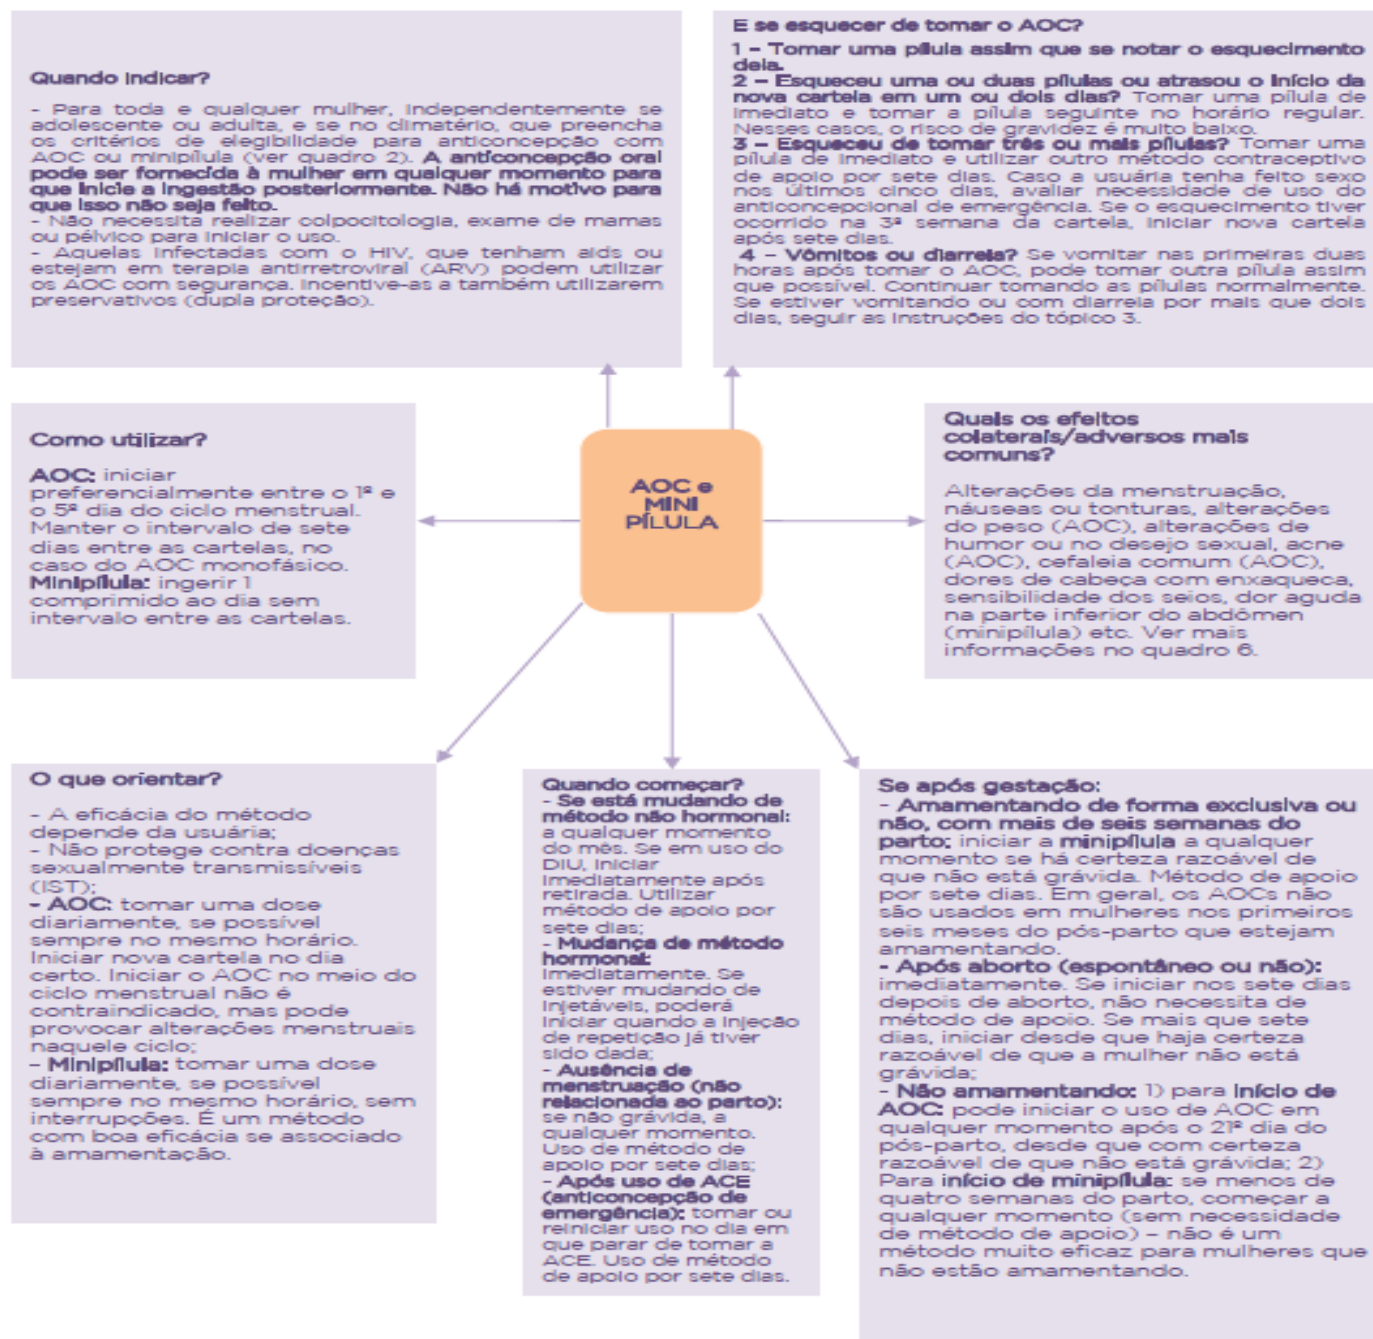 Quando indicar?
- Para toda e qualquer mulher, independentemente se
adolescente ou adulta, e se no climatério, que preencha
os critérios de elegibilidade para anticoncepção com
AOC ou minipílula (ver quadro 2). A anticoncepção oral
pode ser fornecida à mulher em qualquer momento para
que inicie a ingestão posteriormente. Não há motivo para
que isso não seja feito.
- Não necessita realizar colpocitologia, exame de mamas
ou pélvico para iniciar o uso.
- Aquelas infectadas com o HIV, que tenham aids ou
estejam em terapia antirretroviral (ARV) podem utilizar
os AOC com segurança. Incentive-as a também utilizarem
preservativos (dupla proteção).
E se esquecer de tomar o AOC?
1 – Tomar uma pílula assim que se notar o esquecimento
dela.
2 – Esqueceu uma ou duas pílulas ou atrasou o início da
nova cartela em um ou dois dias? Tomar uma pílula de
imediato e tomar a pílula seguinte no horário regular.
Nesses casos, o risco de gravidez é muito baixo.
3 – Esqueceu de tomar três ou mais pílulas? Tomar uma
pílula de imediato e utilizar outro método contraceptivo
de apoio por sete dias. Caso a usuária tenha feito sexo
nos últimos cinco dias, avaliar necessidade de uso do
anticoncepcional de emergência. Se o esquecimento tiver
ocorrido na 3ª semana da cartela, iniciar nova cartela
após sete dias.
4 – Vômitos ou diarreia? Se vomitar nas primeiras duas
horas após tomar o AOC, pode tomar outra pílula assim
que possível. Continuar tomando as pílulas normalmente.
Se estiver vomitando ou com diarreia por mais que dois
dias, seguir as instruções do tópico 3.
Como utilizar?
AOC: iniciar
preferencialmente entre o 1ª e
o 5ª dia do ciclo menstrual.
Manter o intervalo de sete
dias entre as cartelas, no
caso do AOC monofásico.
Minipílula: ingerir 1
comprimido ao dia sem
intervalo entre as cartelas.
AOC e
MINI
PÍLULA
Quais os efeitos
colaterais/adversos mais
comuns?
Alterações da menstruação,
náuseas ou tonturas, alterações
do peso (AOC), alterações de
humor ou no desejo sexual, acne
(AOC), cefaleia comum (AOC),
dores de cabeça com enxaqueca,
sensibilidade dos seios, dor aguda
na parte inferior do abdômen
(minipílula) etc. Ver mais
informações no quadro 6.
O que orientar?
- A eficácia do método
depende da usuária;
- Não protege contra doenças
sexualmente transmissíveis
(IST);
- AOC: tomar uma dose
diariamente, se possível
sempre no mesmo horário.
Iniciar nova cartela no dia
certo. Iniciar o AOC no meio do
ciclo menstrual não é
contraindicado, mas pode
provocar alterações menstruais
naquele ciclo;
- Minipílula: tomar uma dose
diariamente, se possível
sempre no mesmo horário, sem
interrupções. É um método
com boa eficácia se associado
à amamentação.
Quando começar?
- Se está mudando de
método não hormonal:
a qualquer momento
do mês. Se em uso do
DIU, iniciar
imediatamente após
retirada. Utilizar
método de apoio por
sete dias;
- Mudança de método
hormonal:
imediatamente. Se
estiver mudando de
injetáveis, poderá
iniciar quando a injeção
de repetição já tiver
sido dada;
- Ausência de
menstruação (não
relacionada ao parto):
se não grávida, a
qualquer momento.
Uso de método de
apoio por sete dias;
- Após uso de ACE
(anticoncepção de
emergência): tomar ou
reiniciar uso no dia em
que parar de tomar a
ACE. Uso de método
de apoio por sete dias.
Se após gestação:
- Amamentando de forma exclusiva ou
não, com mais de seis semanas do
parto: iniciar a minipílula a qualquer
momento se há certeza razoável de
que não está grávida. Método de apoio
por sete dias. Em geral, os AOCs não
são usados em mulheres nos primeiros
seis meses do pós-parto que estejam
amamentando.
- Após aborto (espontâneo ou não):
imediatamente. Se iniciar nos sete dias
depois de aborto, não necessita de
método de apoio. Se mais que sete
dias, iniciar desde que haja certeza
razoável de que a mulher não está
grávida;
- Não amamentando: 1) para início de
AOC: pode iniciar o uso de AOC em
qualquer momento após o 21ª dia do
pós-parto, desde que com certeza
razoável de que não está grávida; 2)
Para início de minipílula: se menos de
quatro semanas do parto, começar a
qualquer momento (sem necessidade
de método de apoio) – não é um
método muito eficaz para mulheres que
não estão amamentando.